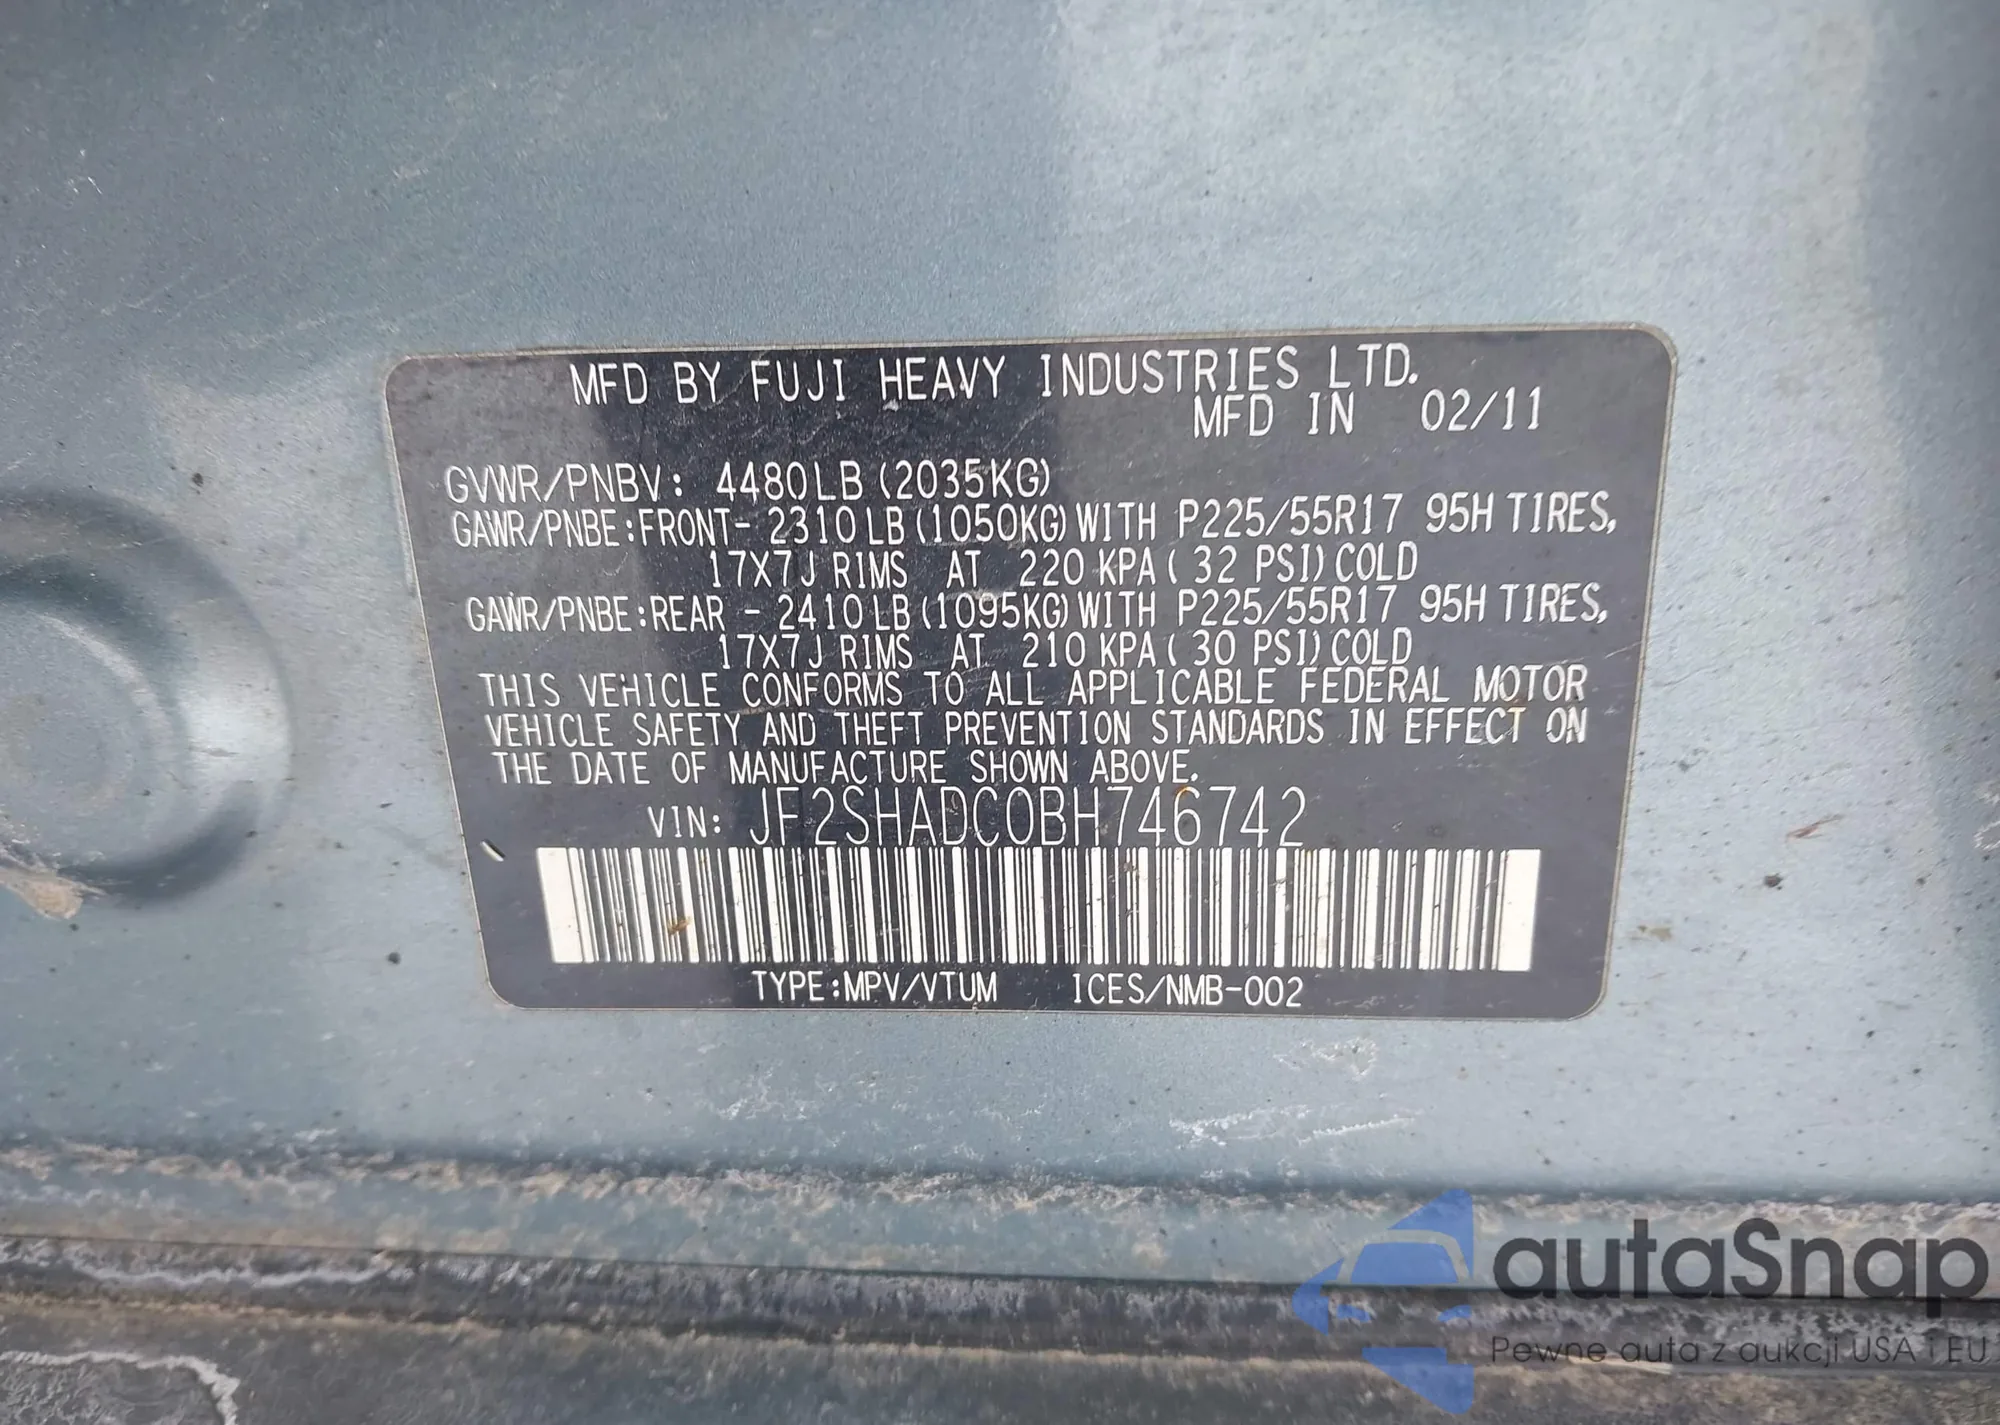 MFD BY FUJI HEAVY INDUSTRIES LTD.
MFD IN 02/11
GVWR/PNBV: 4480LB (2035KG)
GAWR/PNBE:FRONT- 2310 LB (1050KG) WITH P225/55R17 95H TIRES,
17X7J RIMS AT 220 KPA ( 32 PSI) COLD
GAWR/PNBE:REAR - 2410 LB (1095KG) WITH P225/55R17 95H TIRES,
17X7J RIMS AT 210 KPA ( 30 PSI) COLD
THIS VEHICLE CONFORMS TO ALL APPLICABLE FEDERAL MOTOR
VEHICLE SAFETY AND THEFT PREVENTION STANDARDS IN EFFECT ON
THE DATE OF MANUFACTURE SHOWN ABOVE.
VIN: JF2SHADC0BH746742
TYPE:MPV/VTUM ICES/NMB-002
autaSnap
Pewne auta z aukcji USA i EU